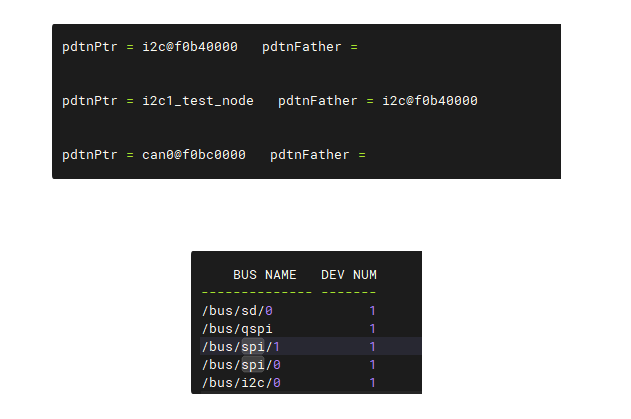 pdtnPtr = i2c@f0b40000   pdtnFather =
pdtnPtr = i2c1_test_node   pdtnFather = i2c@f0b40000
pdtnPtr = can0@f0bc0000   pdtnFather =
    BUS NAME   DEV NUM
-------------- -------
/bus/sd/0            1
/bus/qspi            1
/bus/spi/1           1
/bus/spi/0           1
/bus/i2c/0           1